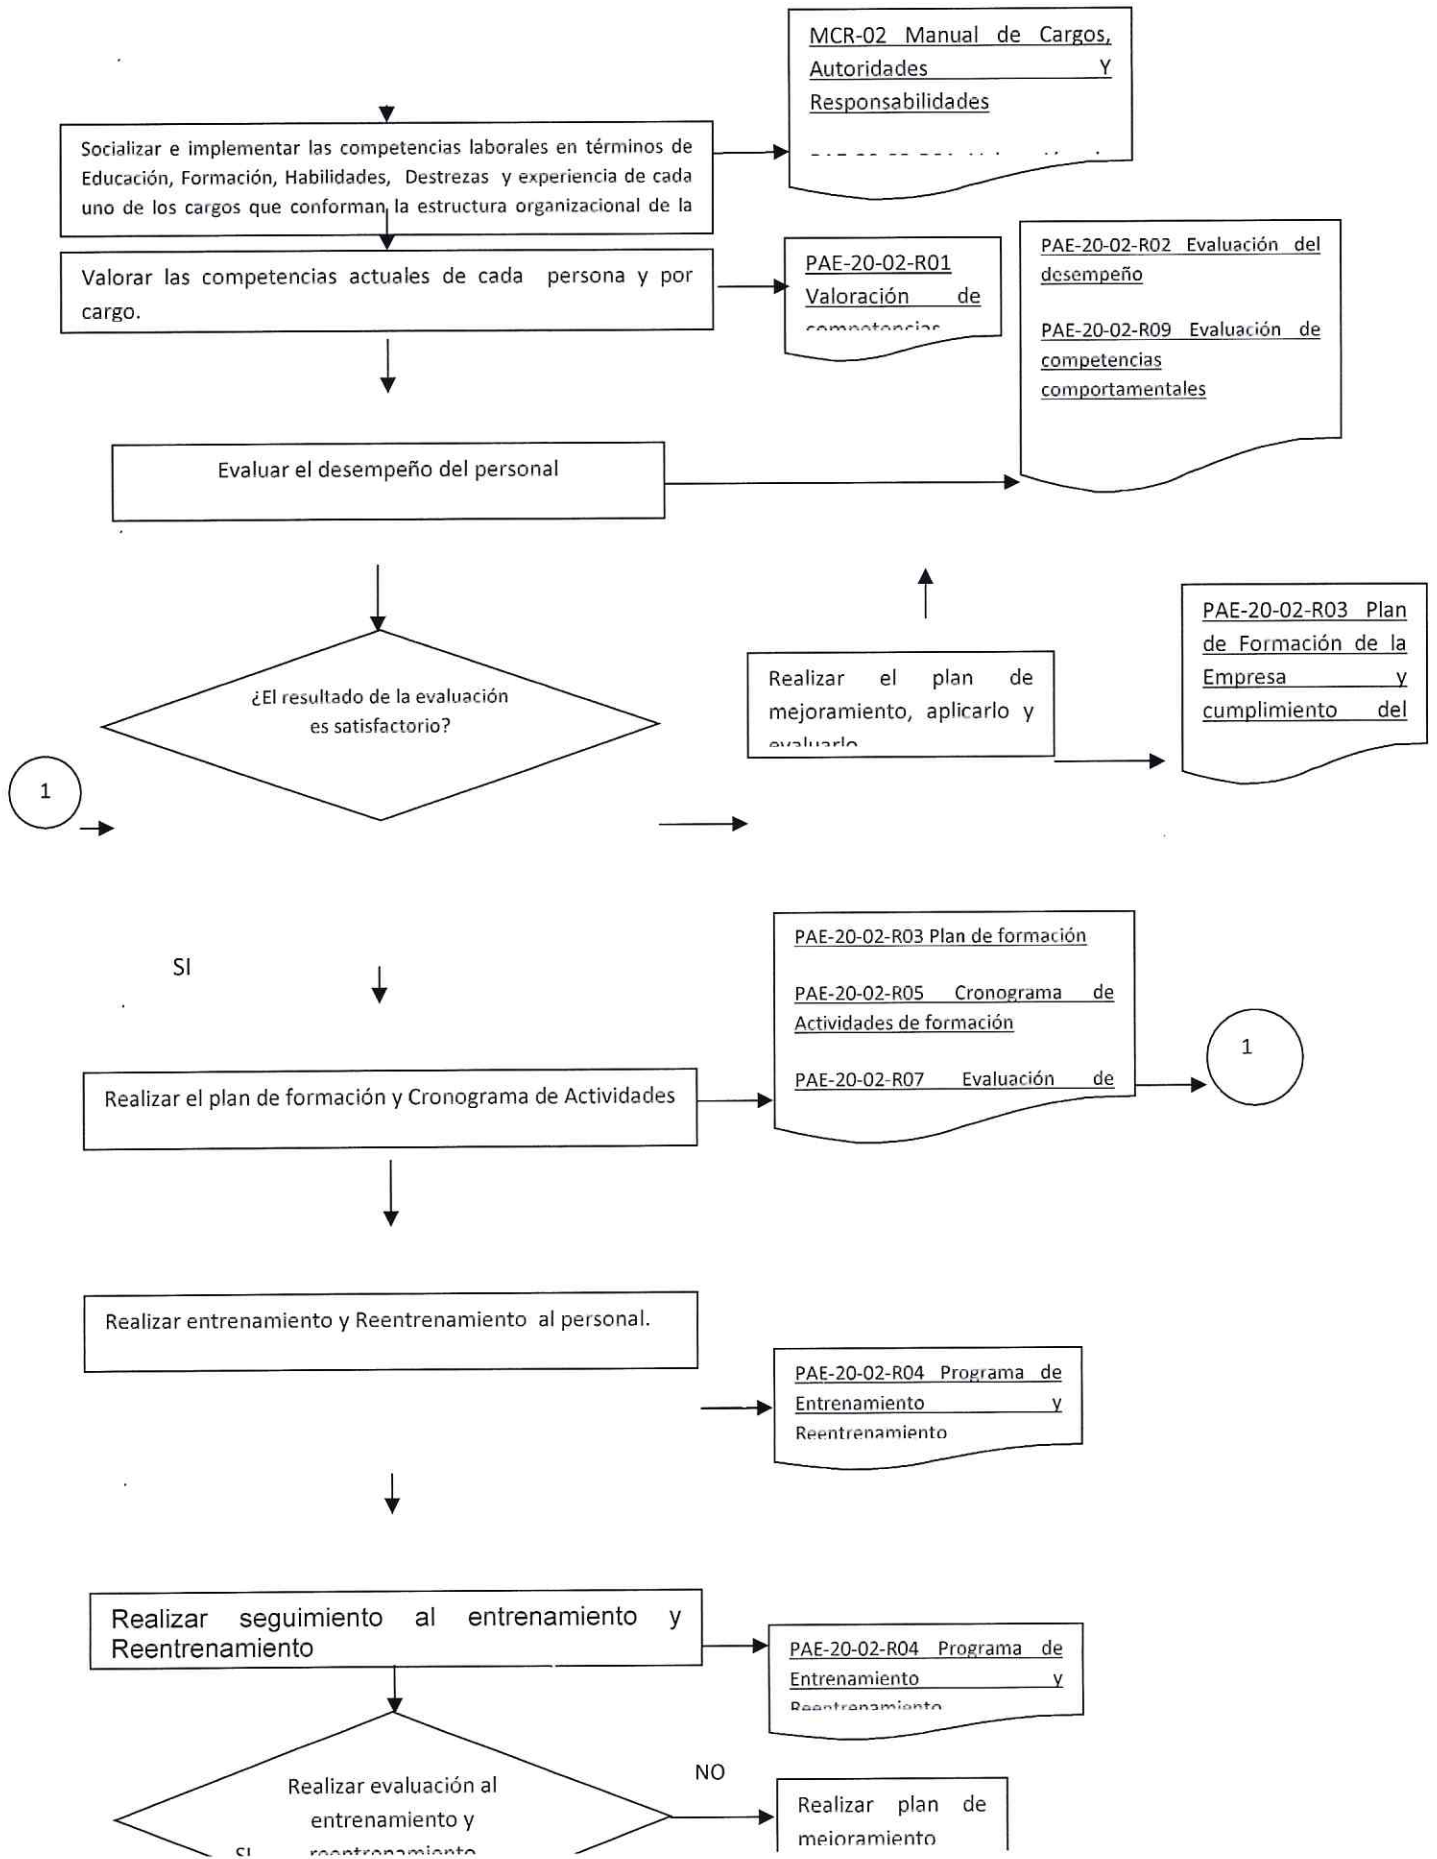 MCR-02 Manual de Cargos,
Autoridades Y
Responsabilidades
Socializar e implementar las competencias laborales en términos de
Educación, Formación, Habilidades, Destrezas y experiencia de cada
uno de los cargos que conforman la estructura organizacional de la
Valorar las competencias actuales de cada persona y por
cargo.
PAE-20-02-R01
Valoración de
competencias
PAE-20-02-R02 Evaluación del
desempeño
PAE-20-02-R09 Evaluación de
competencias
comportamentales
Evaluar el desempeño del personal
¿El resultado de la evaluación
es satisfactorio?
Realizar el plan de
mejoramiento, aplicarlo y
evaluarlo
PAE-20-02-R03 Plan
de Formación de la
Empresa y
cumplimiento del
1
SI
PAE-20-02-R03 Plan de formación
PAE-20-02-R05 Cronograma de
Actividades de formación
PAE-20-02-R07 Evaluación de
1
Realizar el plan de formación y Cronograma de Actividades
Realizar entrenamiento y Reentrenamiento al personal.
PAE-20-02-R04 Programa de
Entrenamiento y
Reentrenamiento
Realizar seguimiento al entrenamiento y
Reentrenamiento
PAE-20-02-R04 Programa de
Entrenamiento y
Reentrenamiento
NO
Realizar evaluación al
entrenamiento y
SI reentrenamiento
Realizar plan de
mejoramiento